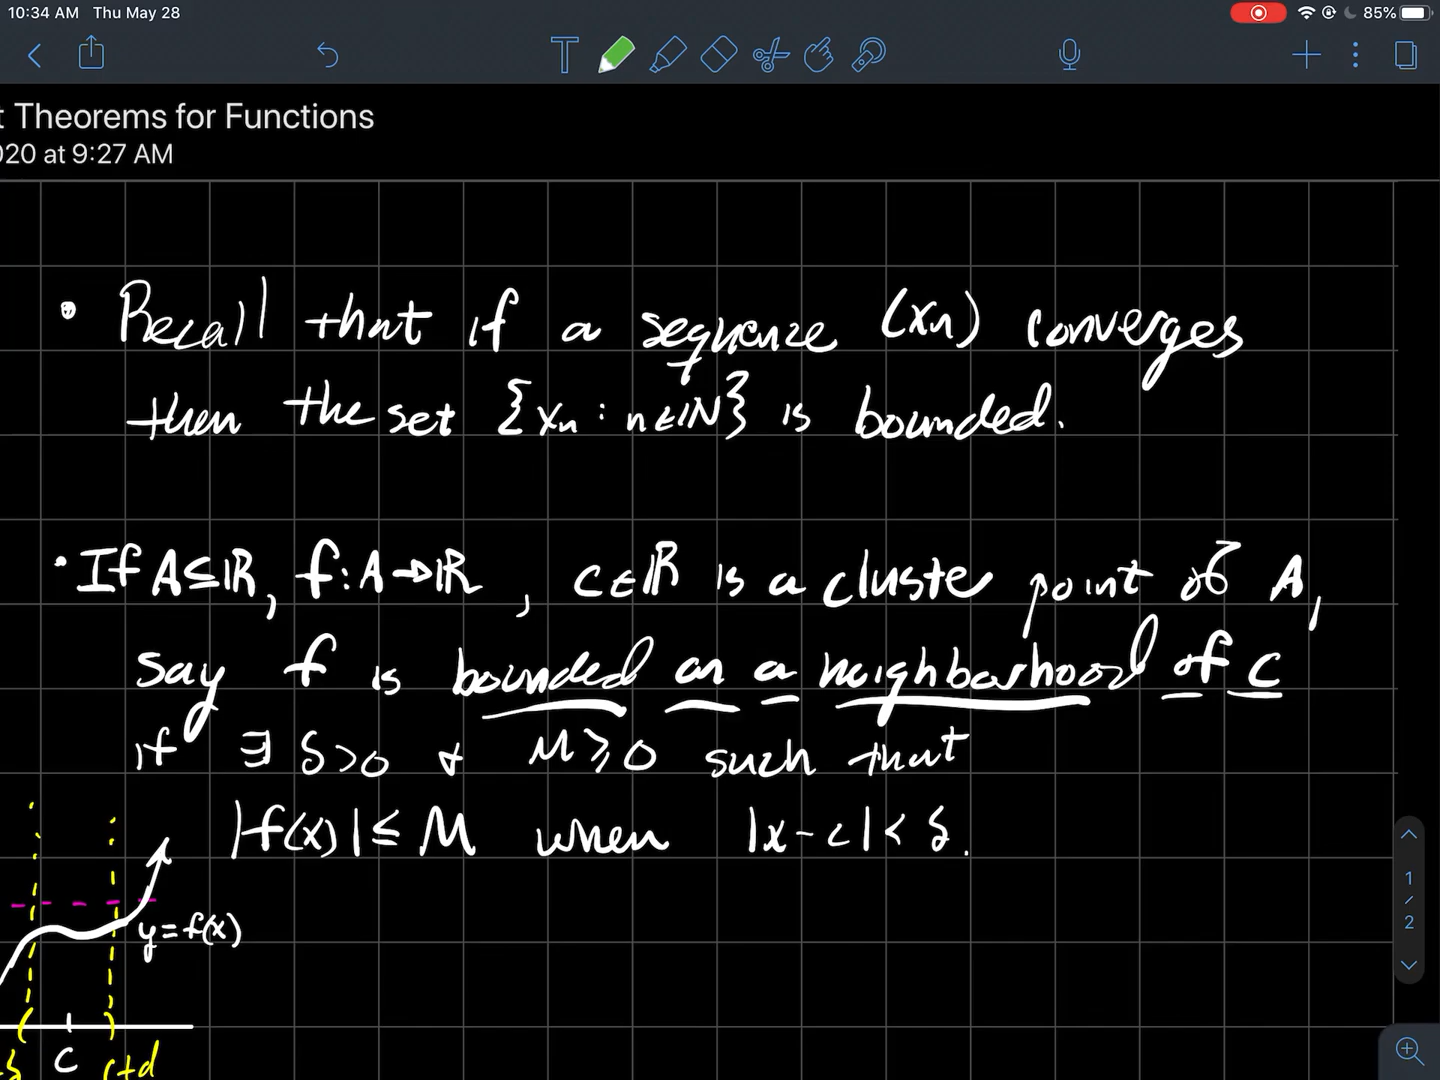 10:34 AM Thu May 28
85%
t Theorems for Functions
020 at 9:27 AM
• Recall that if a sequence (xn) converges
then the set {xn : n∈ℕ} is bounded.
• If A⊆ℝ, f:A→ℝ, c∈ℝ is a cluster point of A,
say f is bounded on a neighborhood of c
if ∃ δ>0 & M≥0 such that
|f(x)| ≤ M when |x-c| < δ.
y=f(x)
( )
-δ c c+d
1
/
2